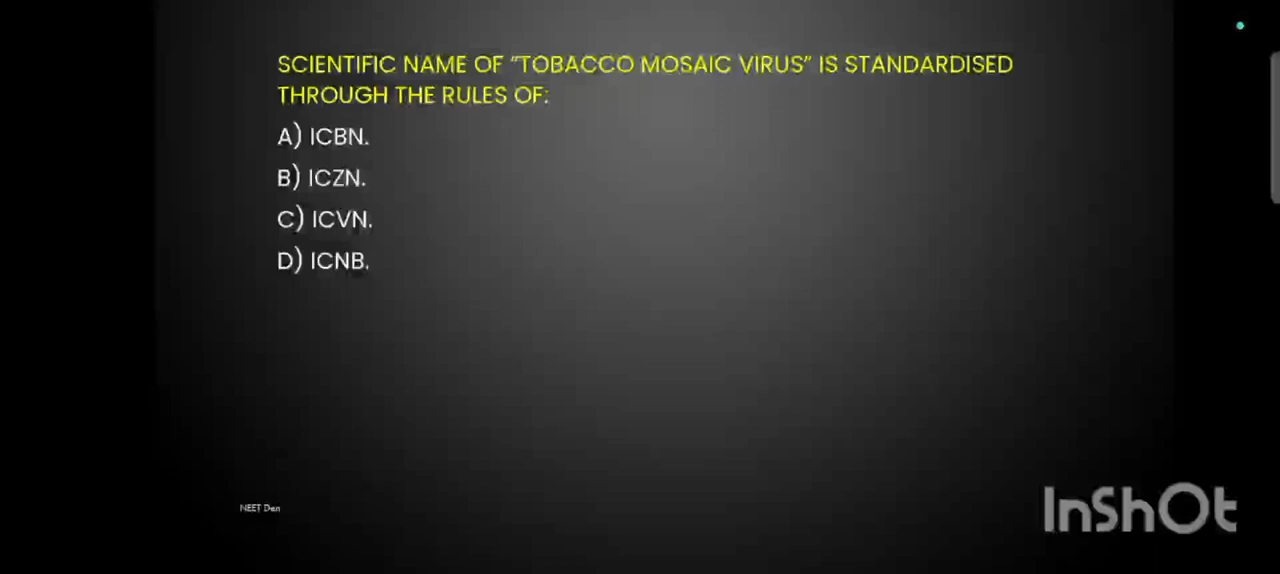 SCIENTIFIC NAME OF “TOBACCO MOSAIC VIRUS” IS STANDARDISED
THROUGH THE RULES OF:
A) ICBN.
B) ICZN.
C) ICVN.
D) ICNB.
NEET Den
InShOt